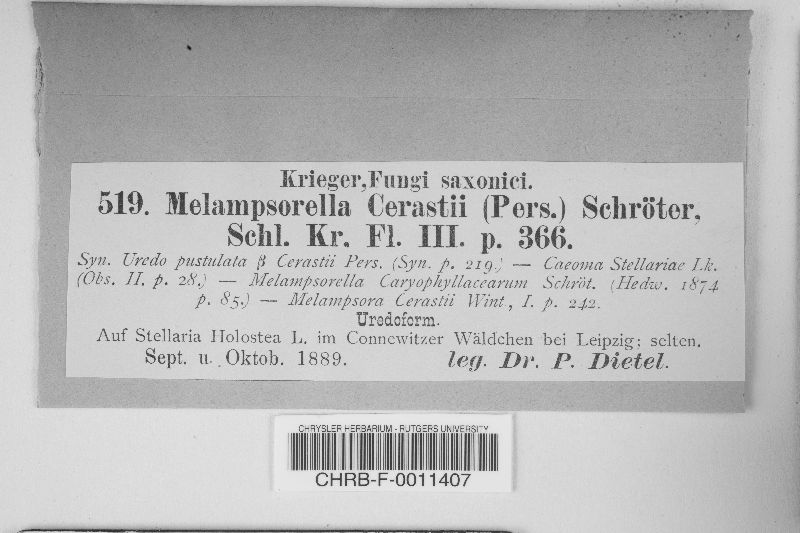 Krieger, Fungi saxonici.
519. Melampsorella Cerastii (Pers.) Schröter,
Schl. Kr. Fl. III. p. 366.
Syn. Uredo pustulata β Cerastii Pers. (Syn. p. 219.) — Caeoma Stellariae Lk.
(Obs. II. p. 28.) — Melampsorella Caryophyllacearum Schröt. (Hedw. 1874
p. 85.) — Melampsora Cerastii Wint, I. p. 242.
Uredoform.
Auf Stellaria Holostea L. im Connewitzer Wäldchen bei Leipzig; selten.
Sept. u. Oktob. 1889. leg. Dr. P. Dietel.
CHRYSLER HERBARIUM - RUTGERS UNIVERSITY
CHRB-F-0011407